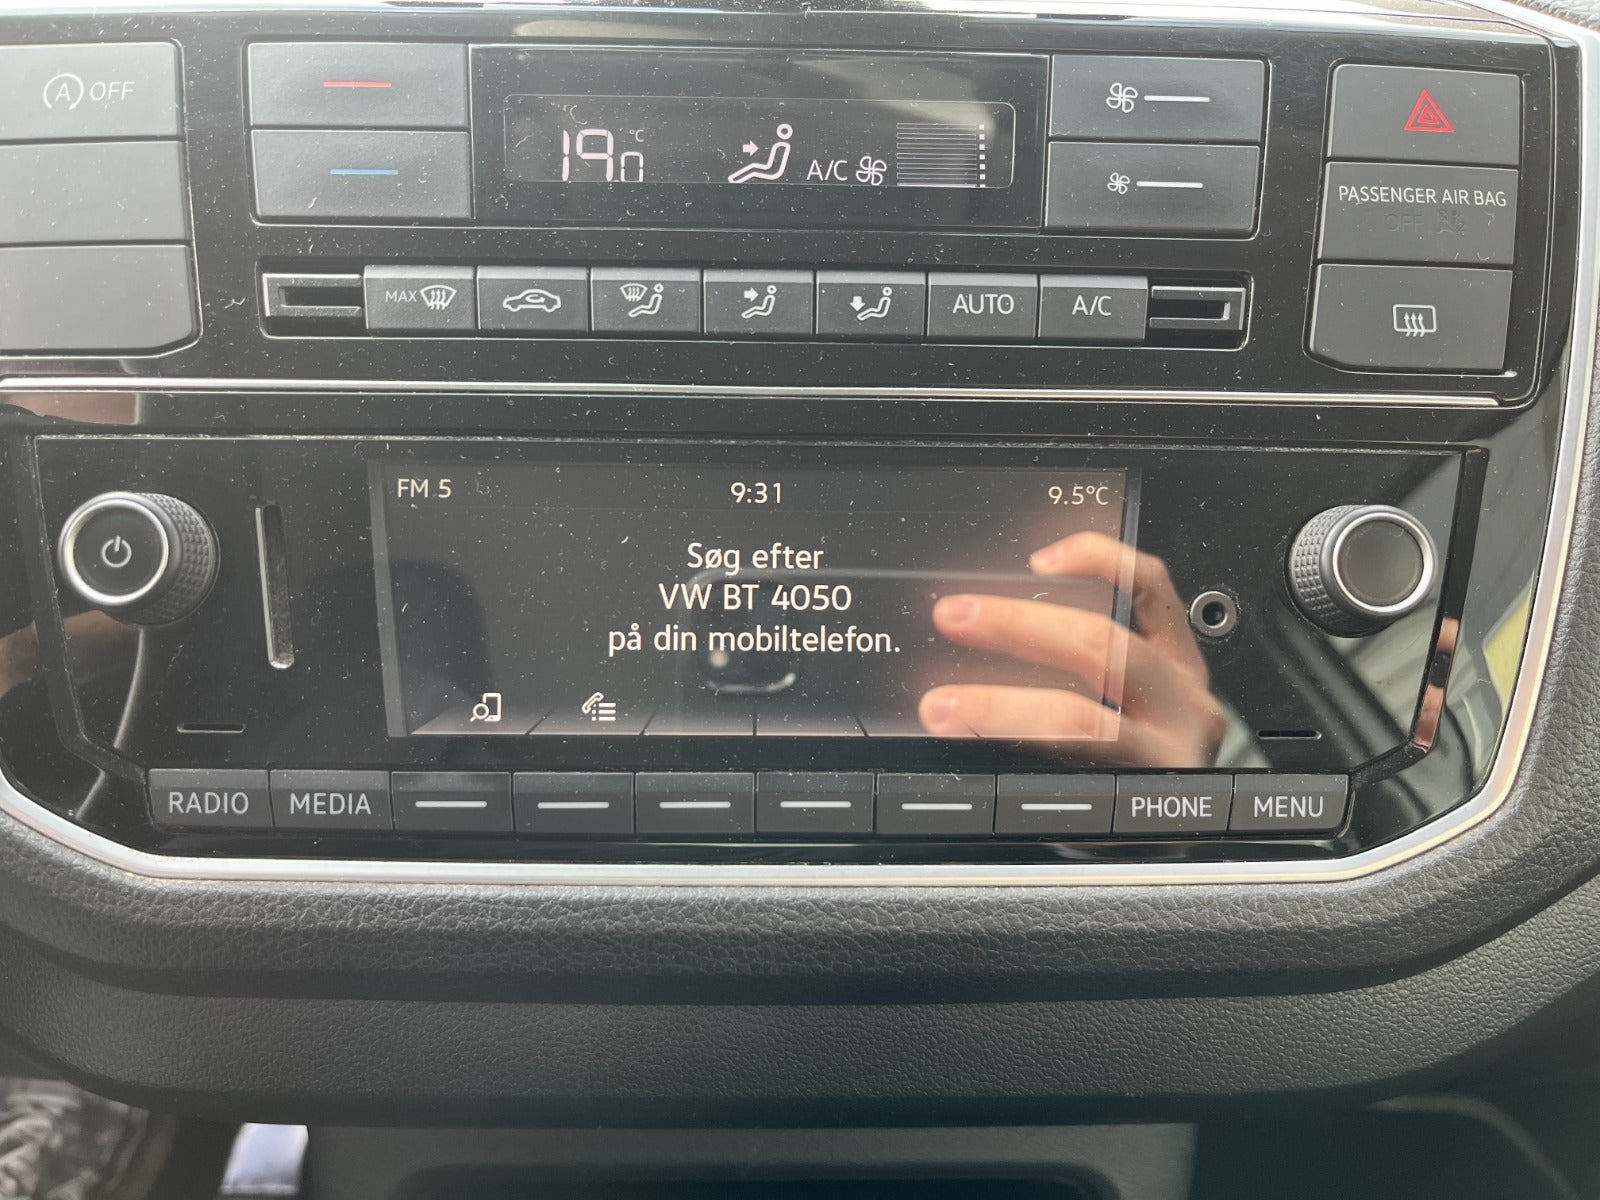 (A) OFF
19.0 °C
A/C
PASSENGER AIR BAG
OFF
MAX
AUTO
A/C
FM 5
9:31
9.5°C
Søg efter
VW BT 4050
på din mobiltelefon.
RADIO
MEDIA
PHONE
MENU